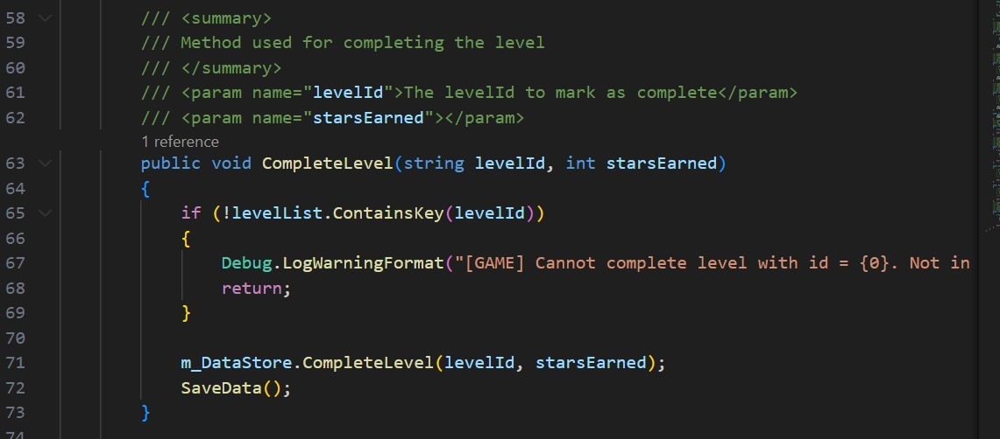 58 /// <summary>
59 /// Method used for completing the level
60 /// </summary>
61 /// <param name="levelId">The levelId to mark as complete</param>
62 /// <param name="starsEarned"></param>
1 reference
63 public void CompleteLevel(string levelId, int starsEarned)
64 {
65 if (!levelList.ContainsKey(levelId))
66 {
67 Debug.LogWarningFormat("[GAME] Cannot complete level with id = {0}. Not in
68 return;
69 }
70
71 m_DataStore.CompleteLevel(levelId, starsEarned);
72 SaveData();
73 }
74